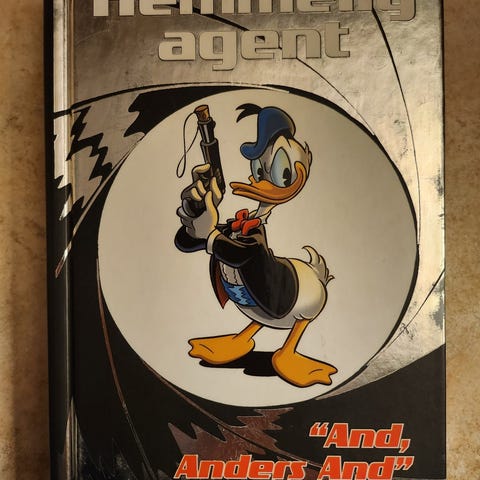 Hemmelig
agent
"And,
Anders And"